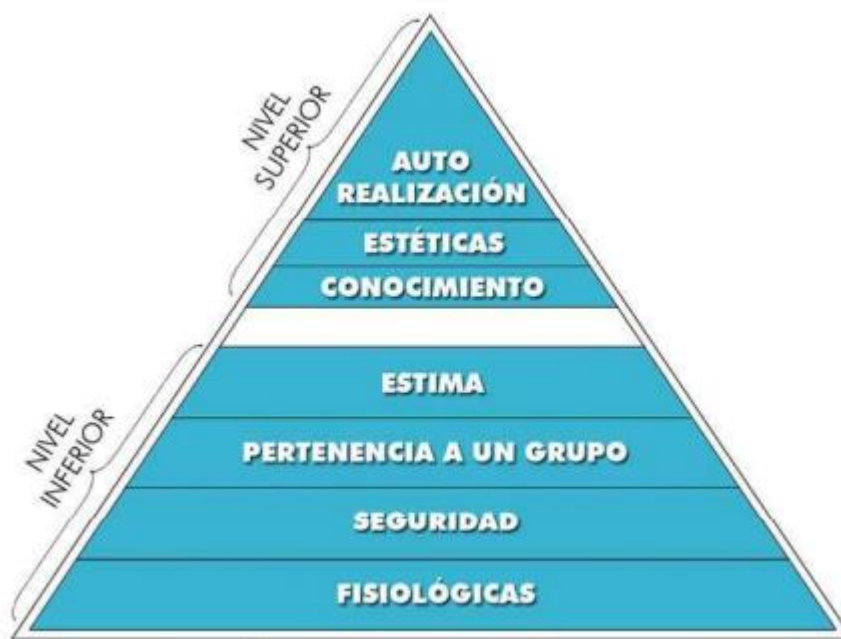 NIVEL
SUPERIOR
AUTO
REALIZACIÓN
ESTÉTICAS
CONOCIMIENTO
NIVEL
INFERIOR
ESTIMA
PERTENENCIA A UN GRUPO
SEGURIDAD
FISIOLÓGICAS